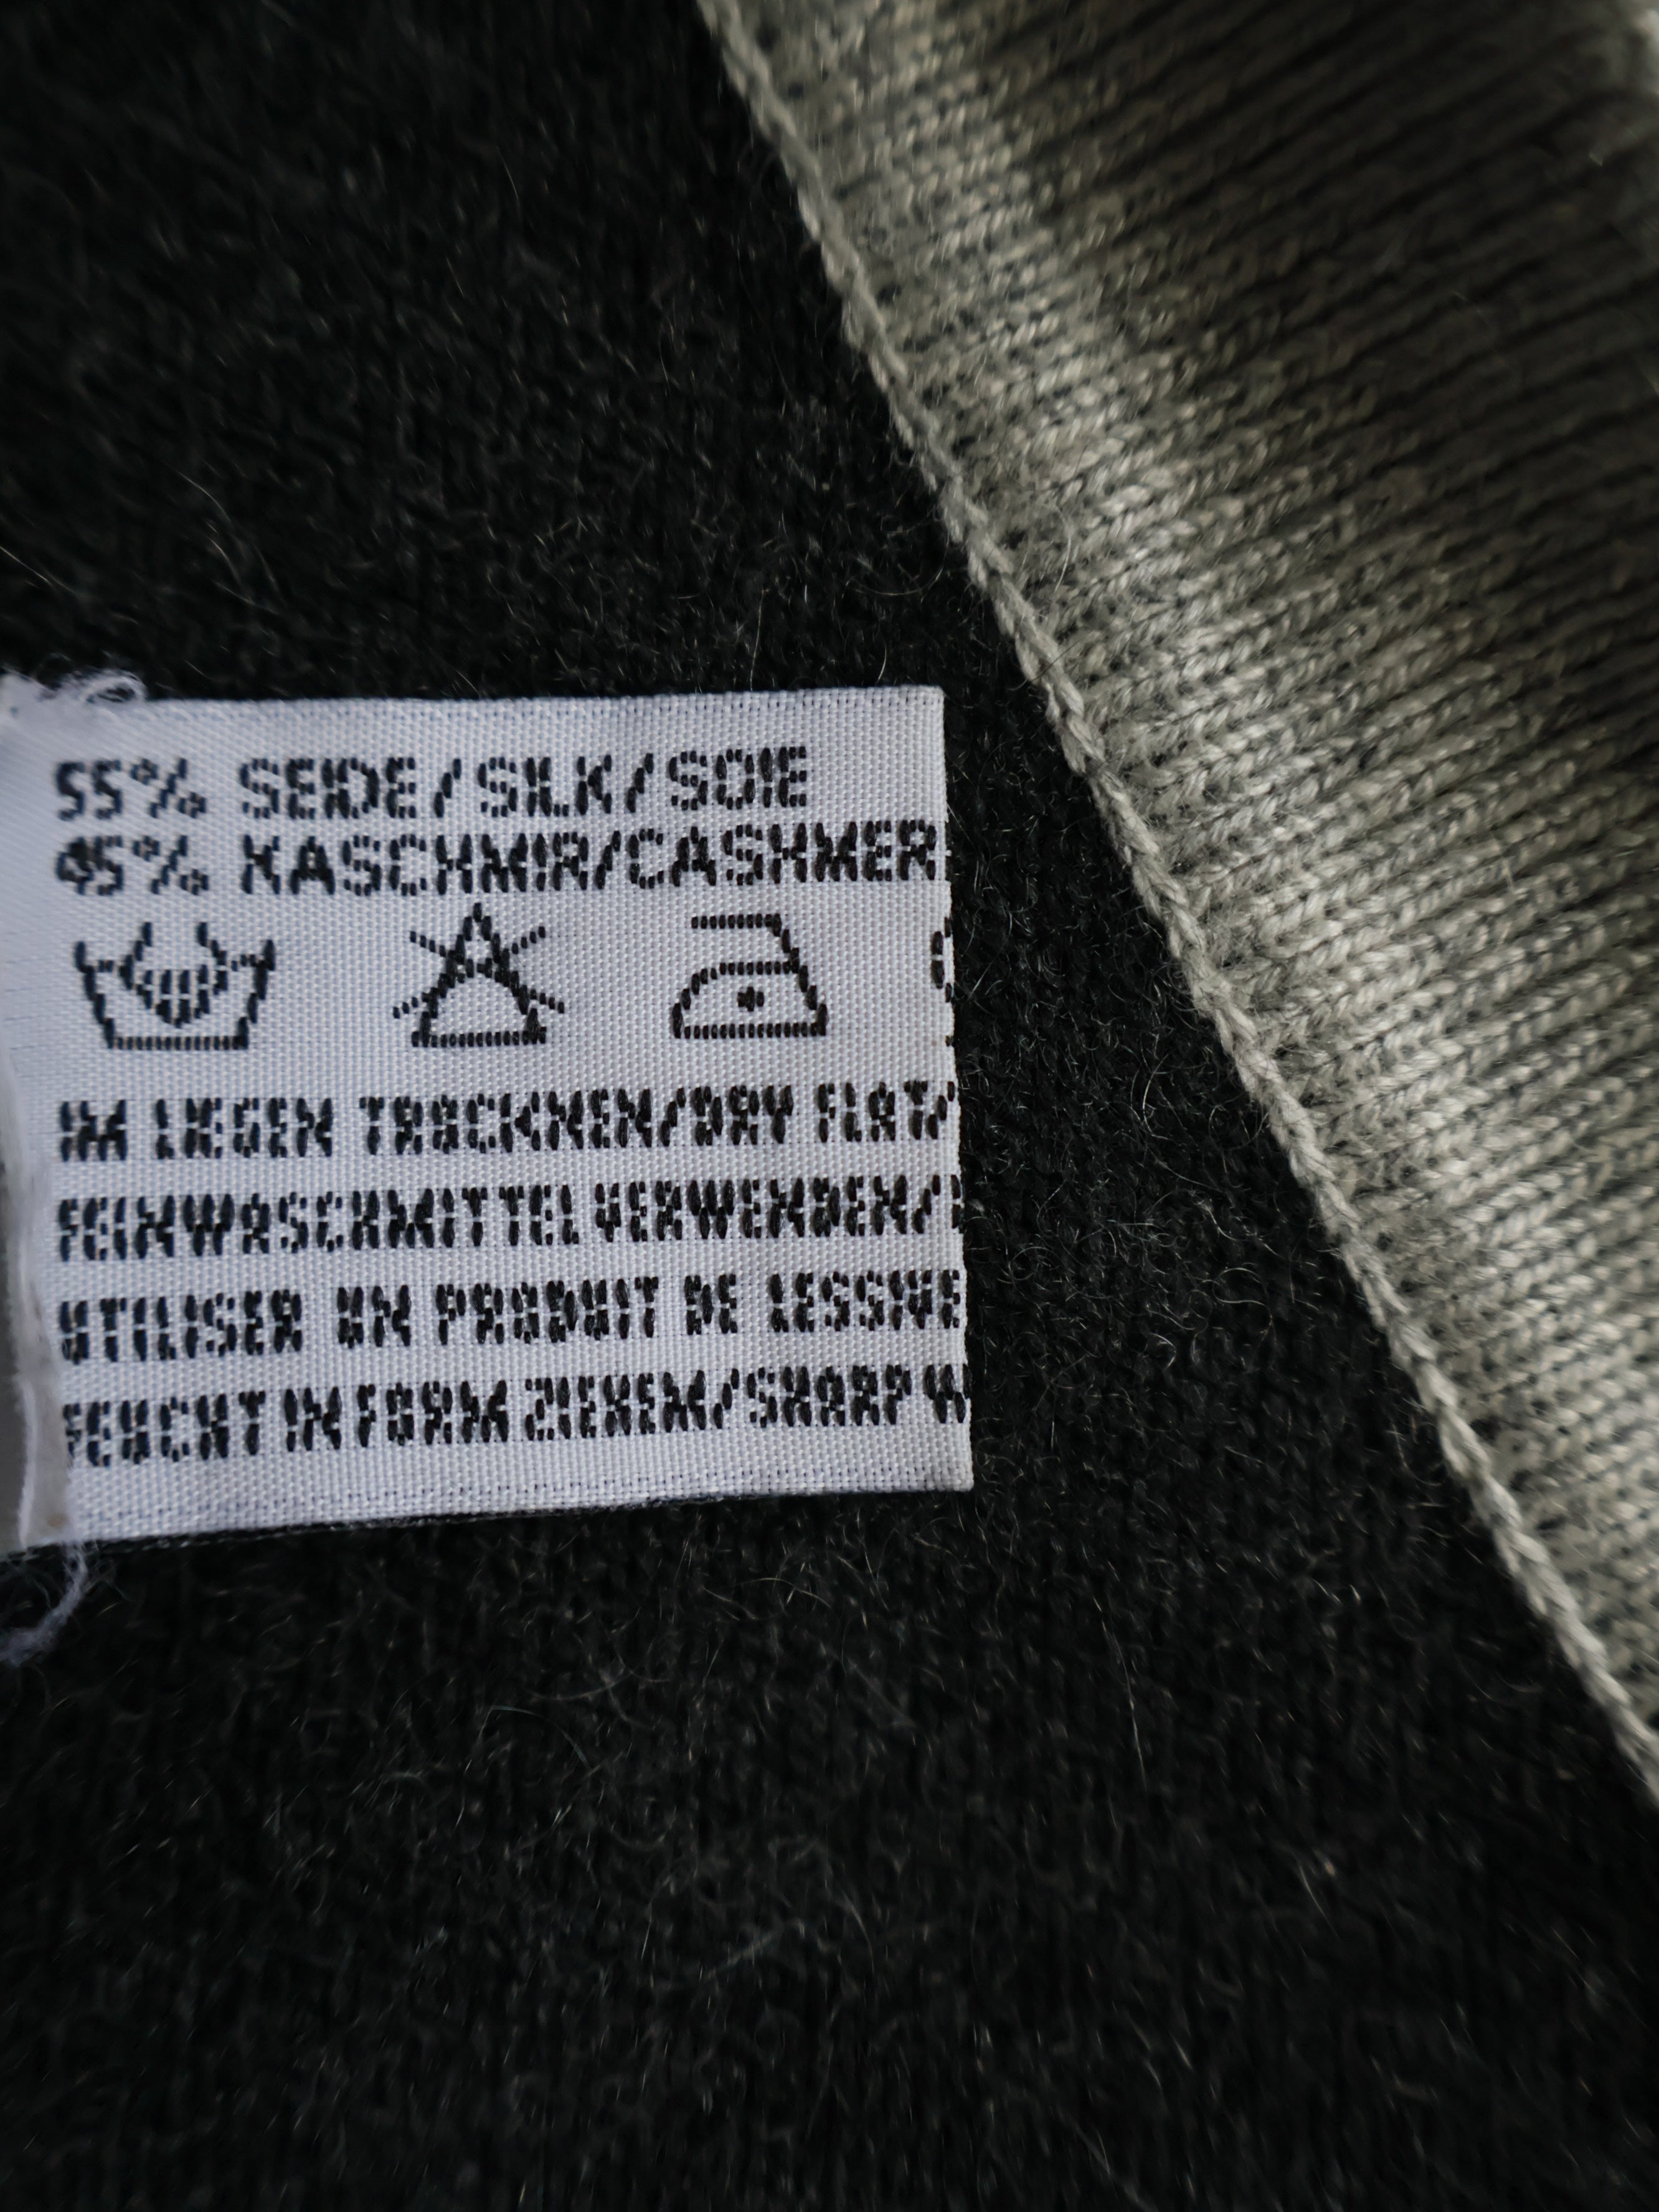 55% SEIDE/SILK/SOIE
45% KASCHMIR/CASHMER
IM LIEGEN TROCKNEN/DRY FLAT/
FEINWASCHMITTEL VERWENDEN/
UTILISER UN PRODUIT DE LESSIVE
FEUCHT IN FORM ZIEHEN/SHARP W